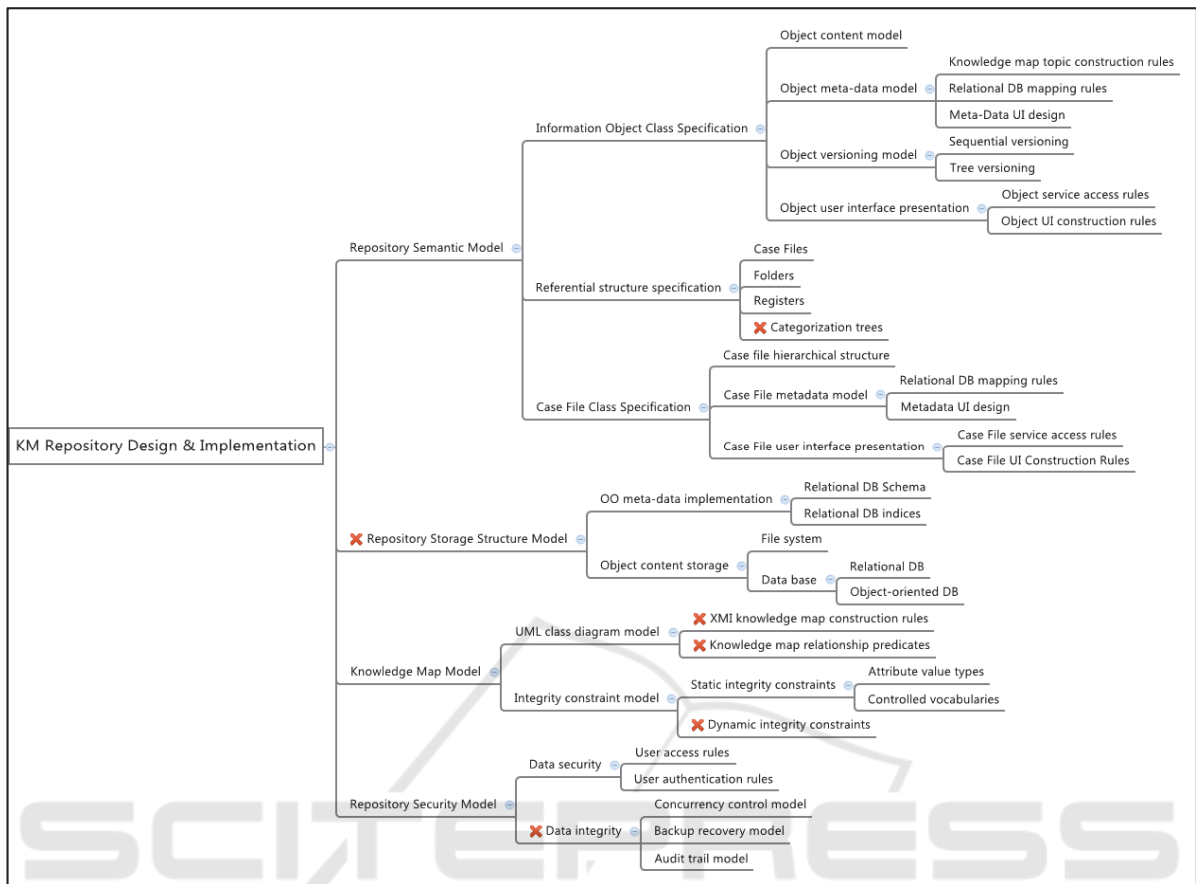 Object content model
Knowledge map topic construction rules
Object meta-data model
Relational DB mapping rules
Meta-Data UI design
Information Object Class Specification
Sequential versioning
Object versioning model
Tree versioning
Object service access rules
Object user interface presentation
Object UI construction rules
Repository Semantic Model
Case Files
Folders
Referential structure specification
Registers
Categorization trees
Case file hierarchical structure
Relational DB mapping rules
Case File metadata model
Metadata UI design
Case File Class Specification
Case File service access rules
Case File user interface presentation
Case File UI Construction Rules
KM Repository Design & Implementation
Relational DB Schema
OO meta-data implementation
Relational DB indices
Repository Storage Structure Model
File system
Object content storage
Relational DB
Data base
Object-oriented DB
XMI knowledge map construction rules
UML class diagram model
Knowledge map relationship predicates
Knowledge Map Model
Attribute value types
Static integrity constraints
Controlled vocabularies
Integrity constraint model
Dynamic integrity constraints
User access rules
Data security
User authentication rules
Repository Security Model
Concurrency control model
Data integrity
Backup recovery model
Audit trail model
SCITEPRESS